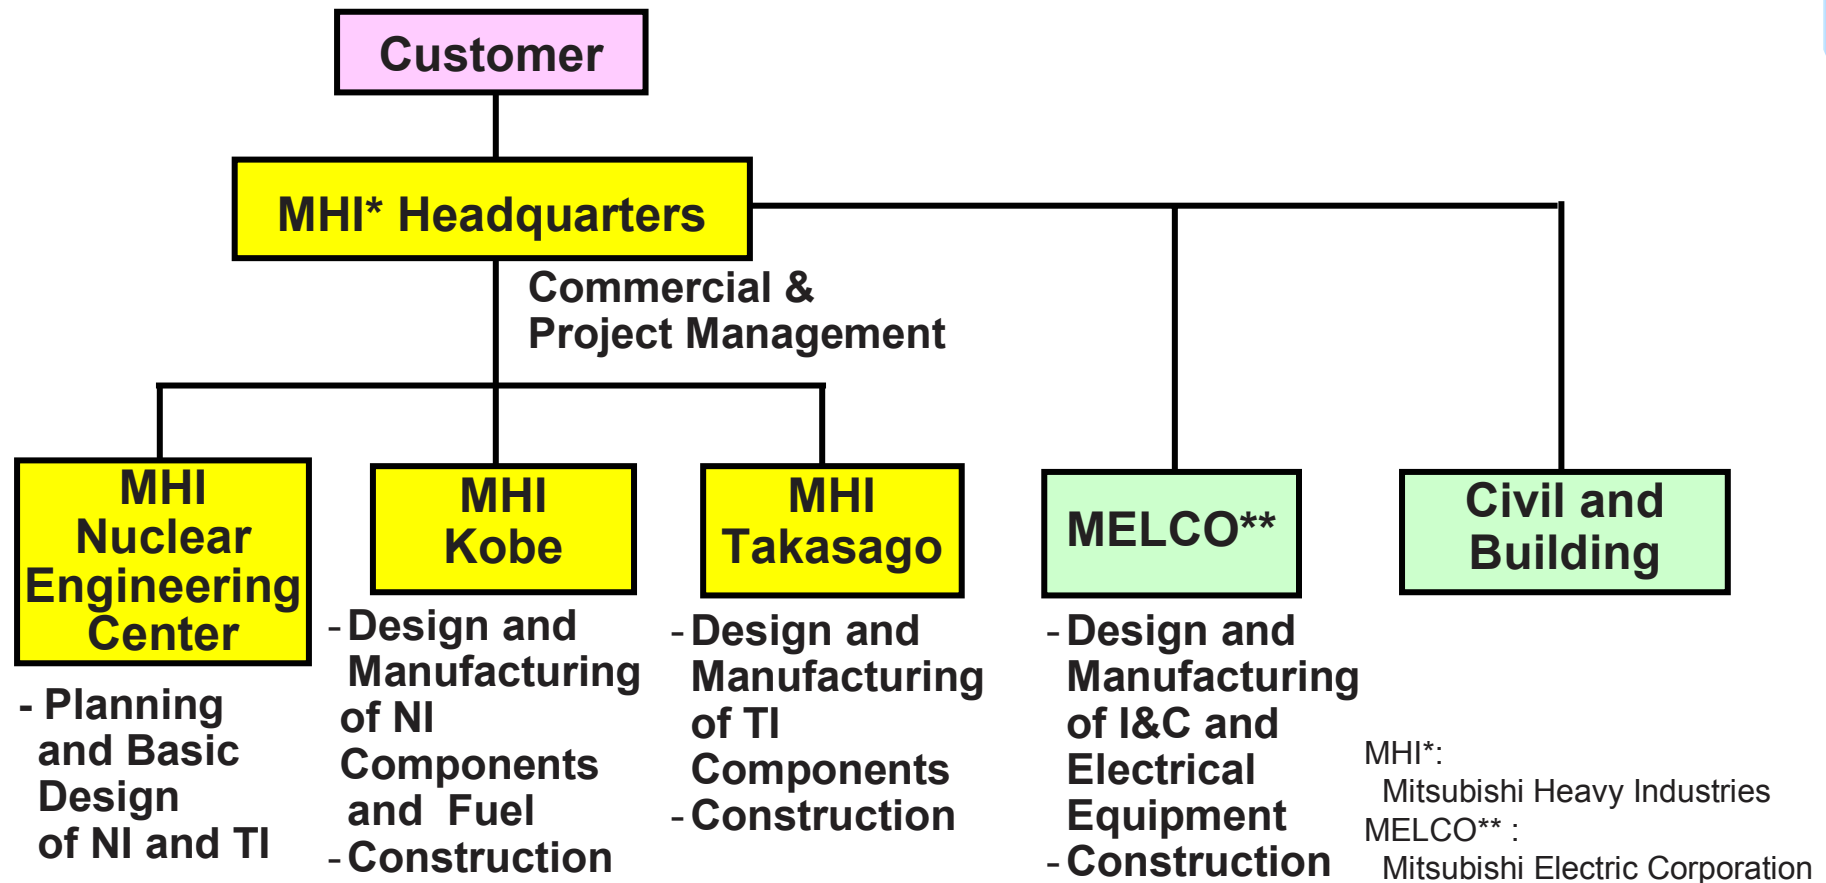 Customer
MHI* Headquarters
Commercial &
Project Management
MHI
Nuclear
Engineering
Center
- Planning
and Basic
Design
of NI and TI
MHI
Kobe
- Design and
Manufacturing
of NI
Components
and Fuel
- Construction
MHI
Takasago
- Design and
Manufacturing
of TI
Components
- Construction
MELCO**
- Design and
Manufacturing
of I&C and
Electrical
Equipment
- Construction
Civil and
Building
MHI*:
Mitsubishi Heavy Industries
MELCO** :
Mitsubishi Electric Corporation